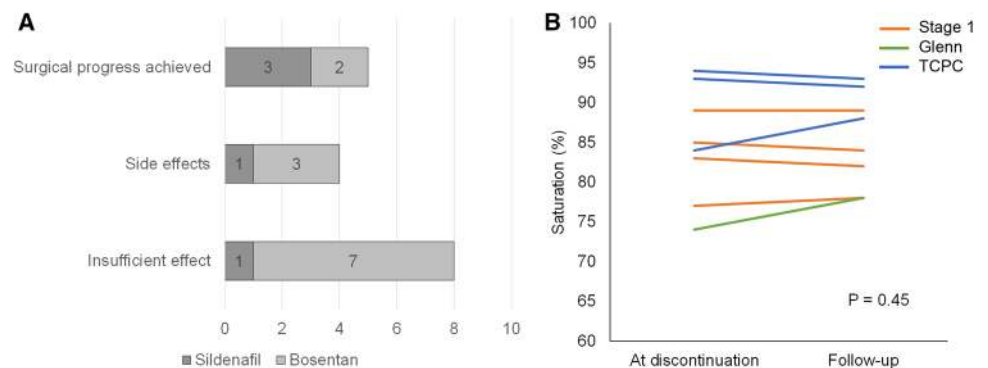 A
Surgical progress achieved
3
2
Side effects
1
3
Insufficient effect
1
7
0 2 4 6 8 10
Sildenafil Bosentan
B
100
95
90
85
80
75
70
65
60
Saturation (%)
Stage 1
Glenn
TCPC
P = 0.45
At discontinuation Follow-up